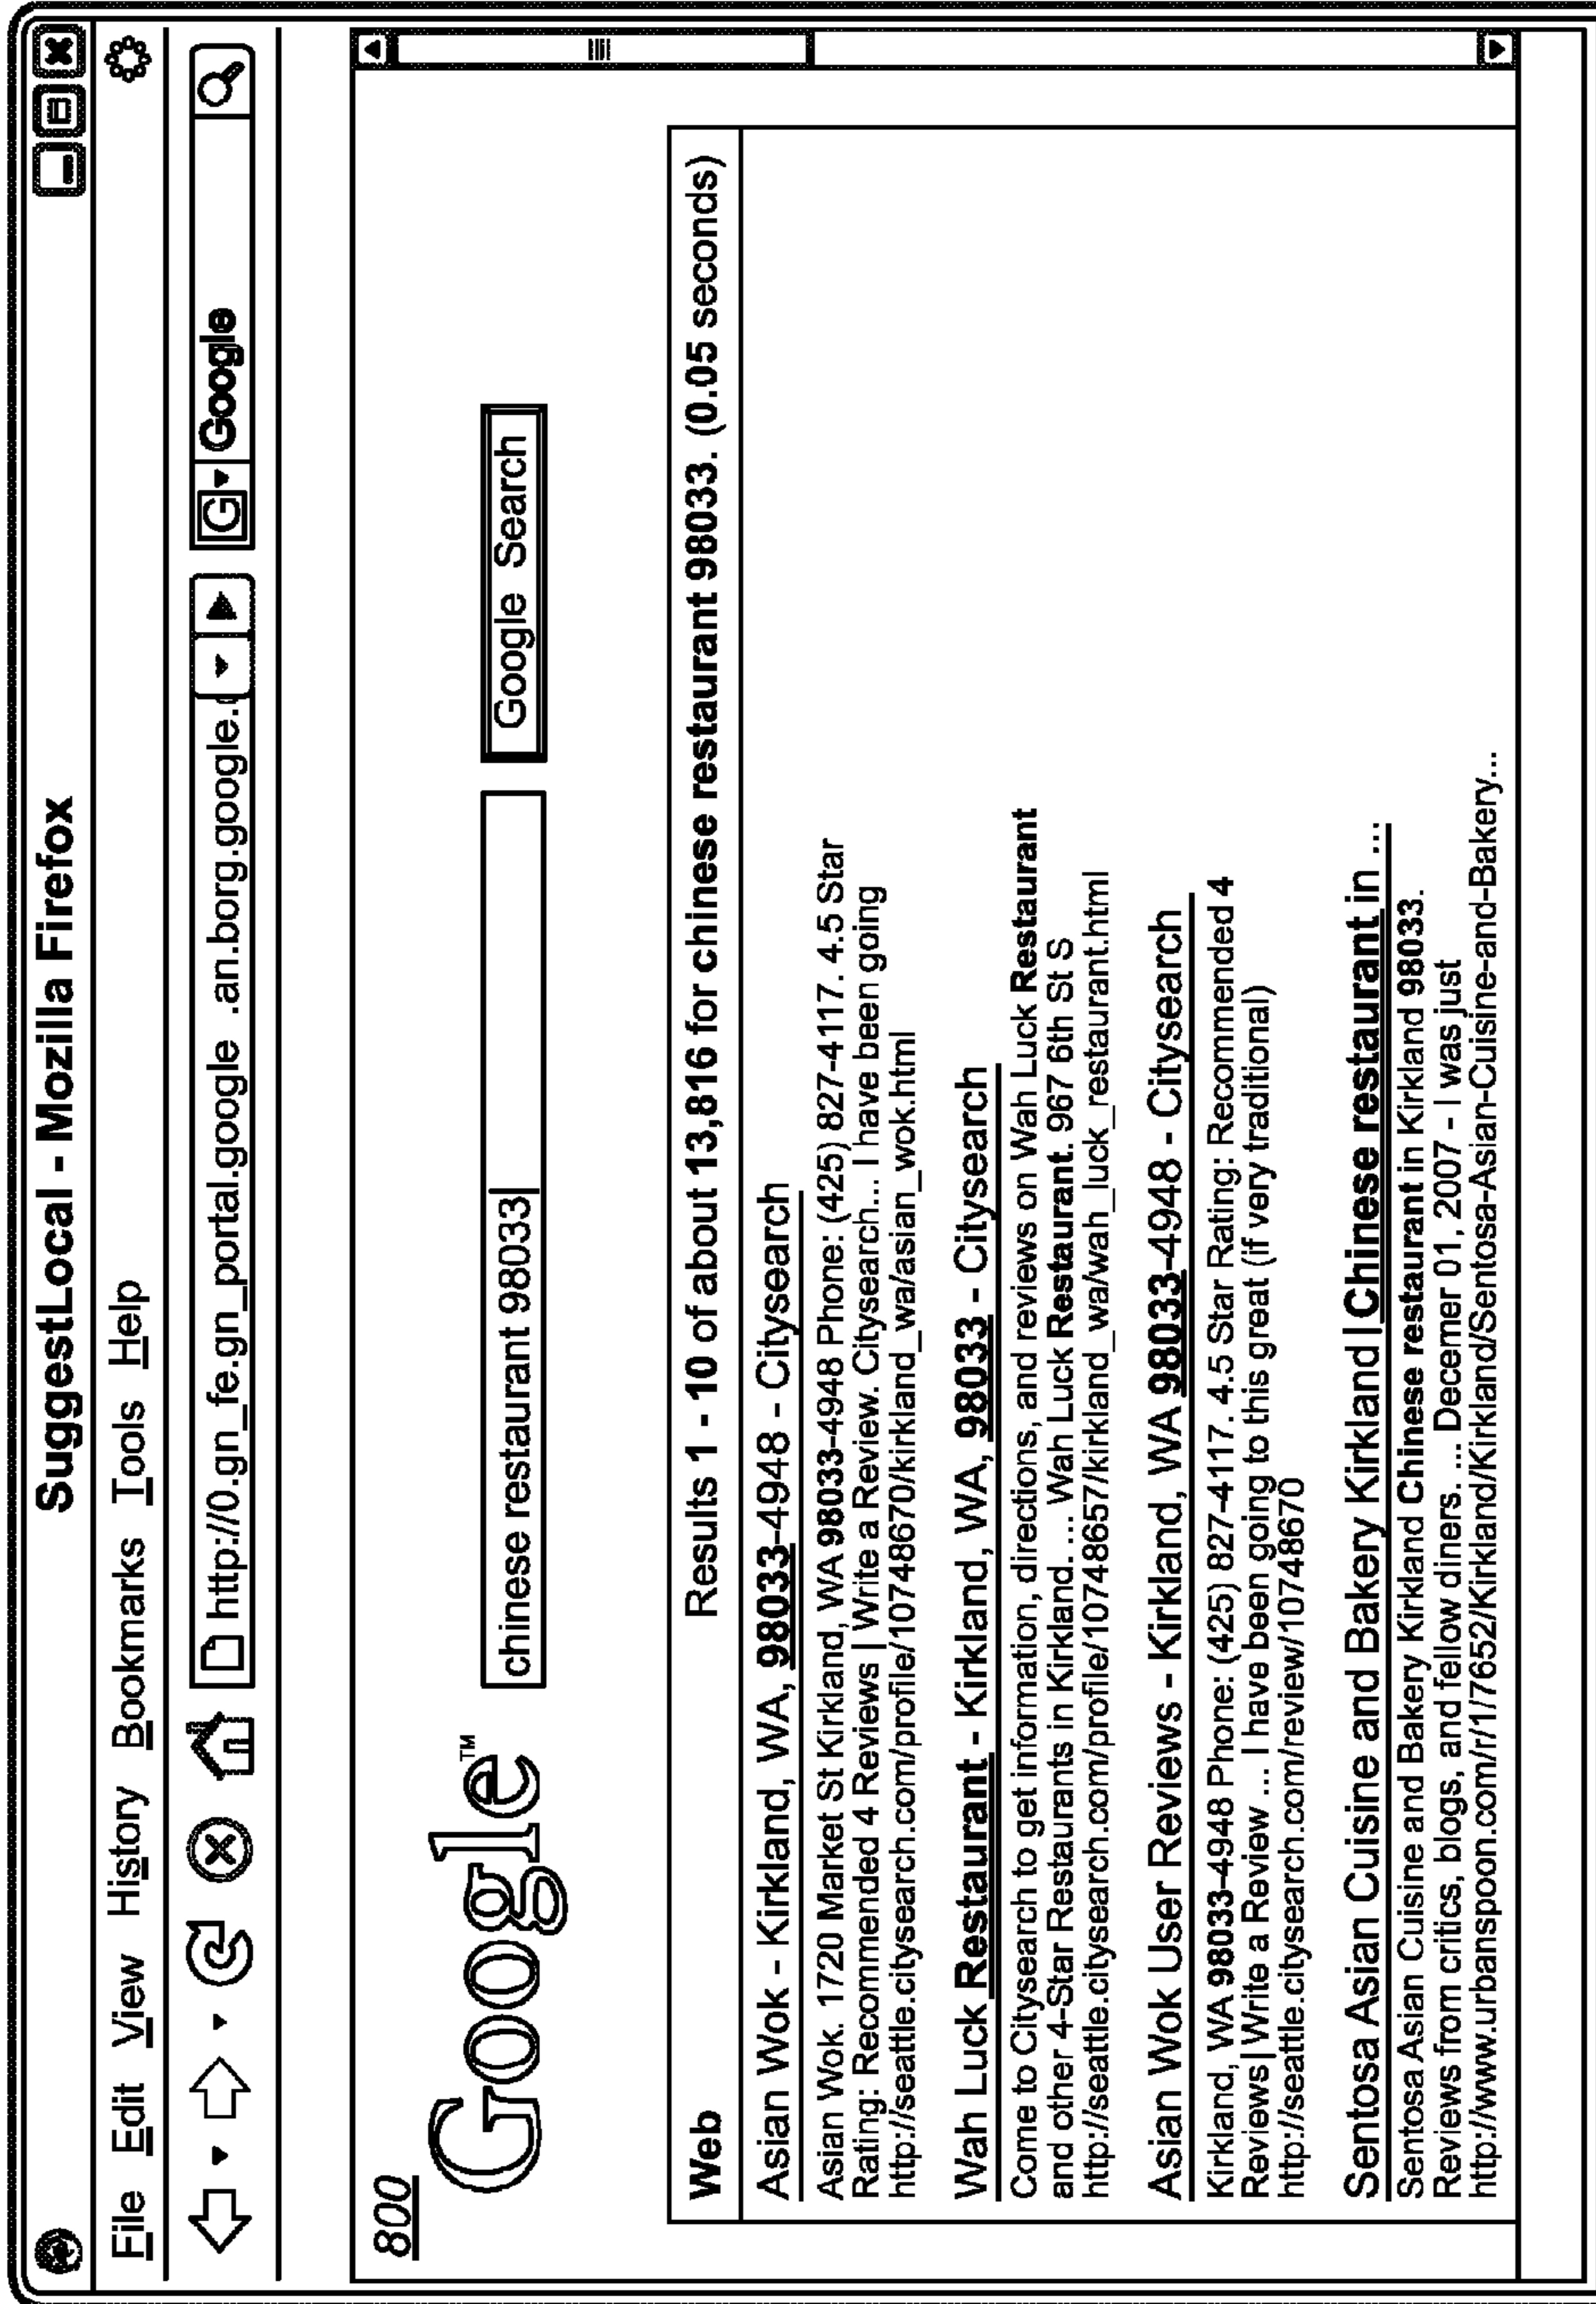 SuggestLocal - Mozilla Firefox
File Edit View History Bookmarks Tools Help
http://0.gn_fe.gn_portal.google .an.borg.google.
G Google
800
Google™
chinese restaurant 98033
Google Search
Web Results 1 - 10 of about 13,816 for chinese restaurant 98033. (0.05 seconds)
Asian Wok - Kirkland, WA, 98033-4948 - Citysearch
Asian Wok. 1720 Market St Kirkland, WA 98033-4948 Phone: (425) 827-4117. 4.5 Star
Rating: Recommended 4 Reviews | Write a Review. Citysearch... I have been going
http://seattle.citysearch.com/profile/10748670/kirkland_wa/asian_wok.html
Wah Luck Restaurant - Kirkland, WA, 98033 - Citysearch
Come to Citysearch to get information, directions, and reviews on Wah Luck Restaurant
and other 4-Star Restaurants in Kirkland. ... Wah Luck Restaurant. 967 6th St S
http://seattle.citysearch.com/profile/10748657/kirkland_wa/wah_luck_restaurant.html
Asian Wok User Reviews - Kirkland, WA 98033-4948 - Citysearch
Kirkland, WA 98033-4948 Phone: (425) 827-4117. 4.5 Star Rating: Recommended 4
Reviews| Write a Review ... I have been going to this great (if very traditional)
http://seattle.citysearch.com/review/10748670
Sentosa Asian Cuisine and Bakery Kirkland|Chinese restaurant in ...
Sentosa Asian Cuisine and Bakery Kirkland Chinese restaurant in Kirkland 98033.
Reviews from critics, blogs, and fellow diners. ... Decemer 01, 2007 - I was just
http://www.urbanspoon.com/r/1/7652/Kirkland/Kirkland/Sentosa-Asian-Cuisine-and-Bakery...